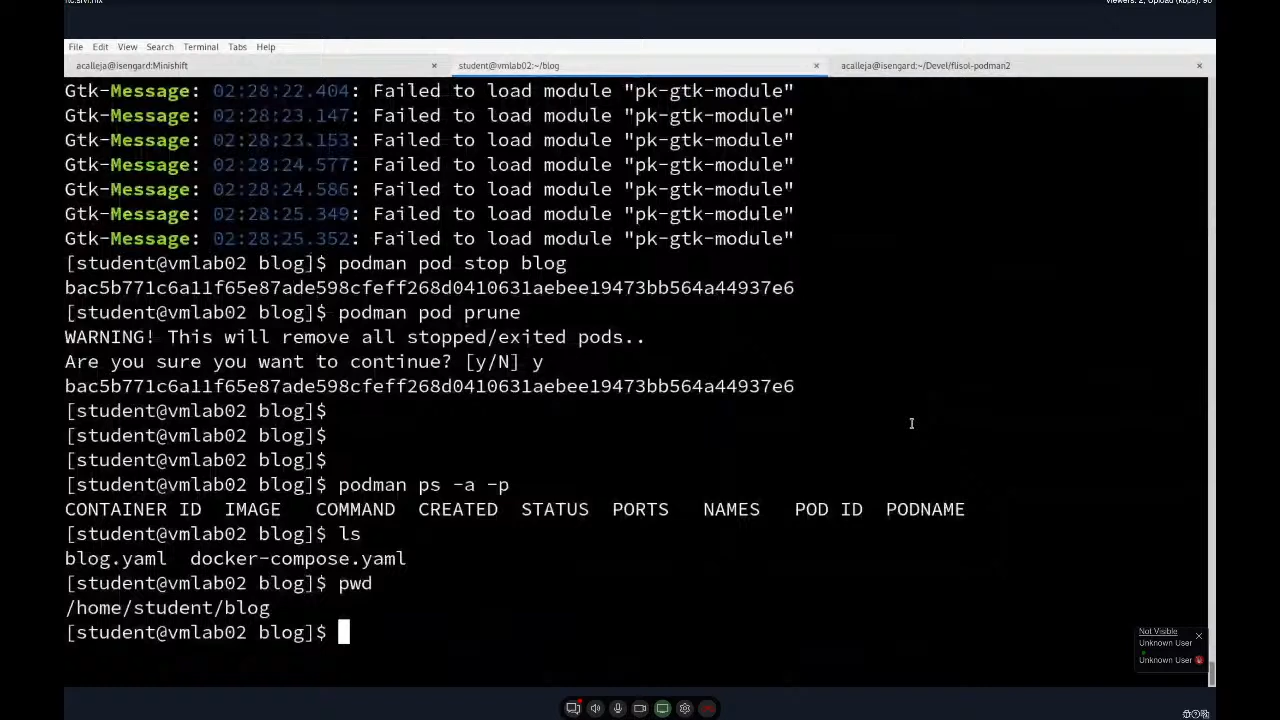 Viewers: 2, Upload (kbps): 90
File Edit View Search Terminal Tabs Help
acalleja@isengard:Minishift × student@vmlab02:~/blog × acalleja@isengard:~/Devel/flisol-podman2 ×
Gtk-Message: 02:28:22.404: Failed to load module "pk-gtk-module"
Gtk-Message: 02:28:23.147: Failed to load module "pk-gtk-module"
Gtk-Message: 02:28:23.153: Failed to load module "pk-gtk-module"
Gtk-Message: 02:28:24.577: Failed to load module "pk-gtk-module"
Gtk-Message: 02:28:24.586: Failed to load module "pk-gtk-module"
Gtk-Message: 02:28:25.349: Failed to load module "pk-gtk-module"
Gtk-Message: 02:28:25.352: Failed to load module "pk-gtk-module"
[student@vmlab02 blog]$ podman pod stop blog
bac5b771c6a11f65e87ade598cfeff268d0410631aebee19473bb564a44937e6
[student@vmlab02 blog]$ podman pod prune
WARNING! This will remove all stopped/exited pods..
Are you sure you want to continue? [y/N] y
bac5b771c6a11f65e87ade598cfeff268d0410631aebee19473bb564a44937e6
[student@vmlab02 blog]$
[student@vmlab02 blog]$
[student@vmlab02 blog]$
[student@vmlab02 blog]$ podman ps -a -p
CONTAINER ID IMAGE COMMAND CREATED STATUS PORTS NAMES POD ID PODNAME
[student@vmlab02 blog]$ ls
blog.yaml docker-compose.yaml
[student@vmlab02 blog]$ pwd
/home/student/blog
[student@vmlab02 blog]$
Not Visible
Unknown User
Unknown User